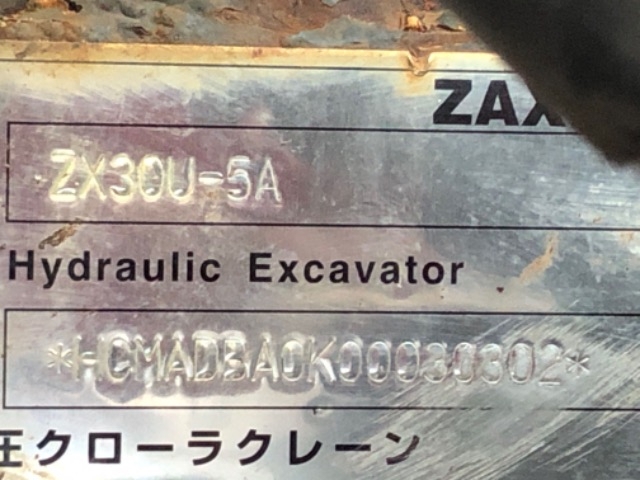 ZAX
ZX30U-5A
Hydraulic Excavator
*HCMADBA0K00030302*
圧クローラクレーン